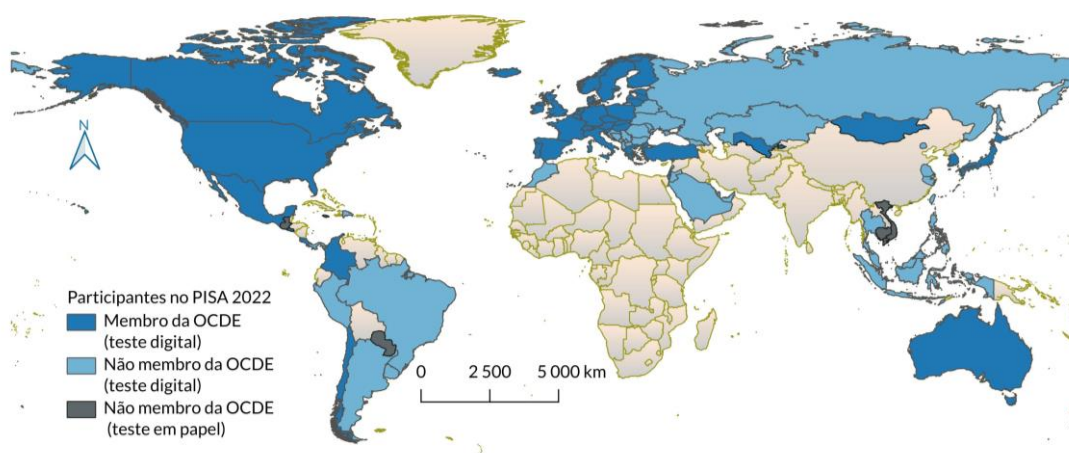 N
Participantes no PISA 2022
Membro da OCDE
(teste digital)
Não membro da OCDE
(teste digital)
Não membro da OCDE
(teste em papel)
0 2 500 5 000 km